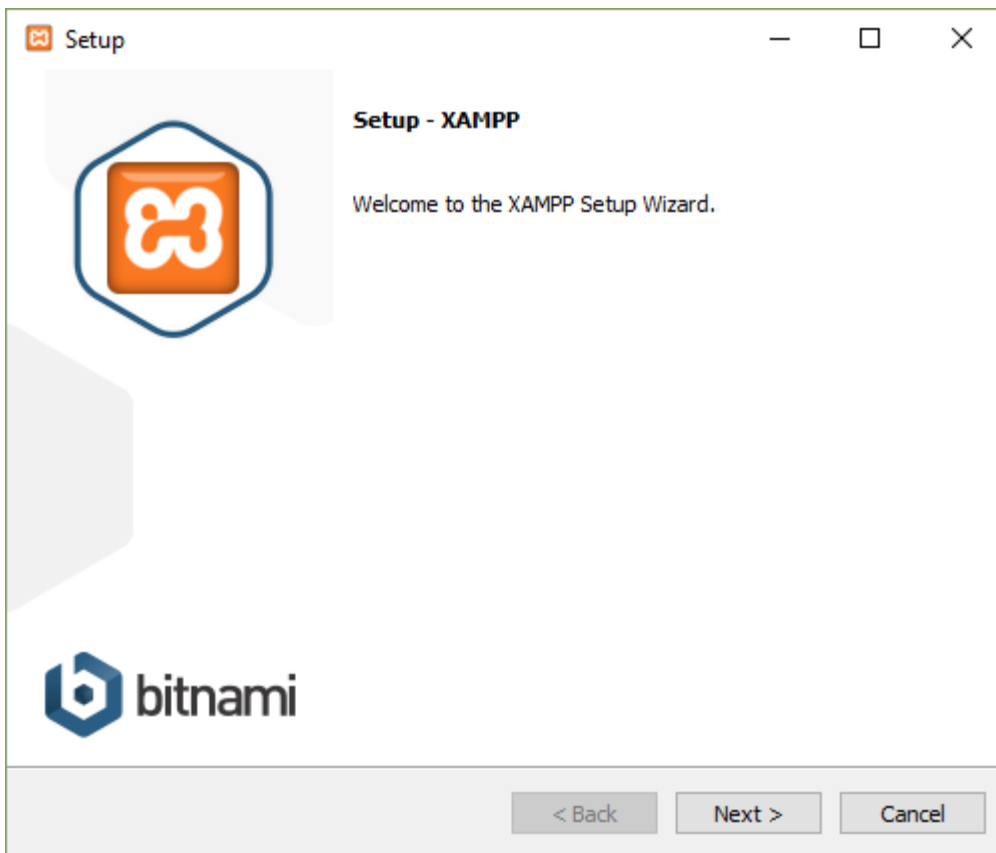 Setup
Setup - XAMPP
Welcome to the XAMPP Setup Wizard.
bitnami
< Back
Next >
Cancel